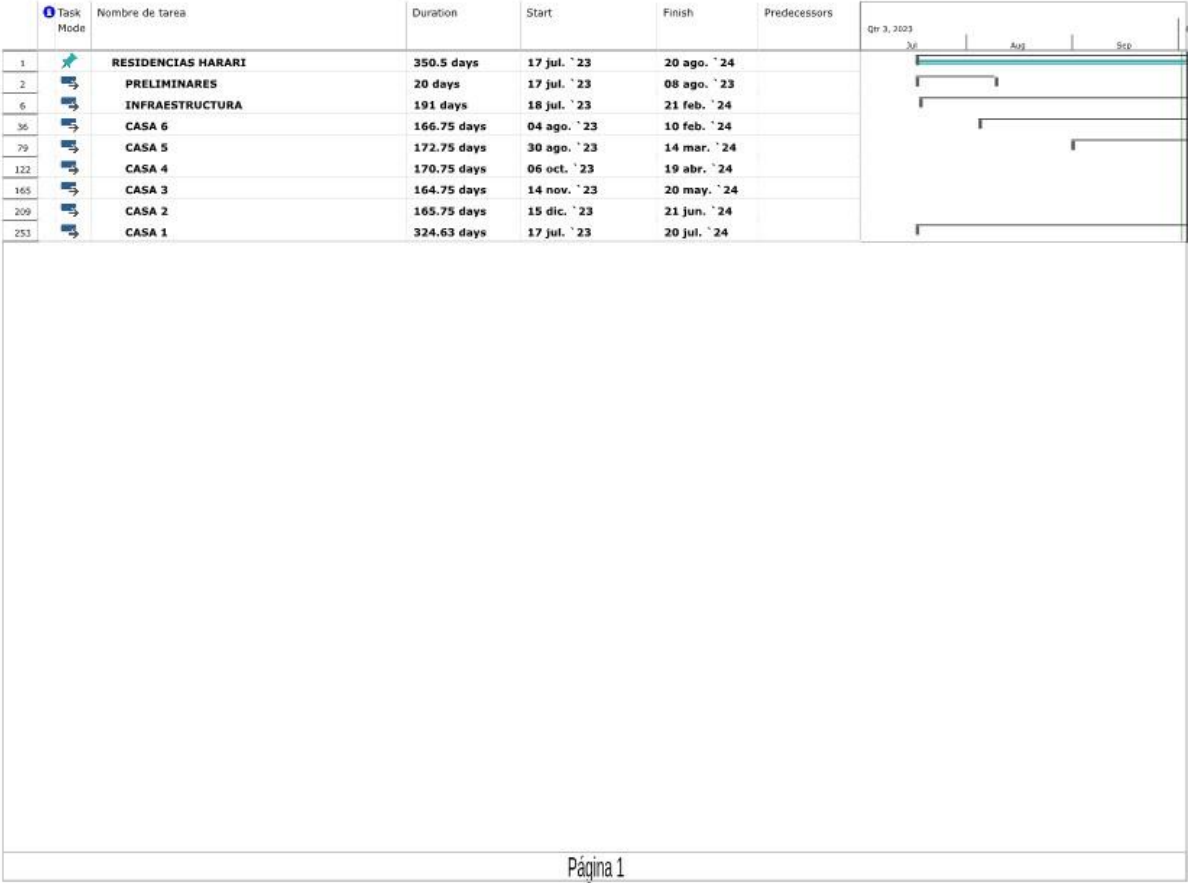 Task Mode Nombre de tarea Duration Start Finish Predecessors
Qtr 3, 2023
Jul Aug Sep
1 RESIDENCIAS HARARI 350.5 days 17 jul. `23 20 ago. `24
2 PRELIMINARES 20 days 17 jul. `23 08 ago. `23
6 INFRAESTRUCTURA 191 days 18 jul. `23 21 feb. `24
36 CASA 6 166.75 days 04 ago. `23 10 feb. `24
79 CASA 5 172.75 days 30 ago. `23 14 mar. `24
122 CASA 4 170.75 days 06 oct. `23 19 abr. `24
165 CASA 3 164.75 days 14 nov. `23 20 may. `24
209 CASA 2 165.75 days 15 dic. `23 21 jun. `24
253 CASA 1 324.63 days 17 jul. `23 20 jul. `24
Página 1